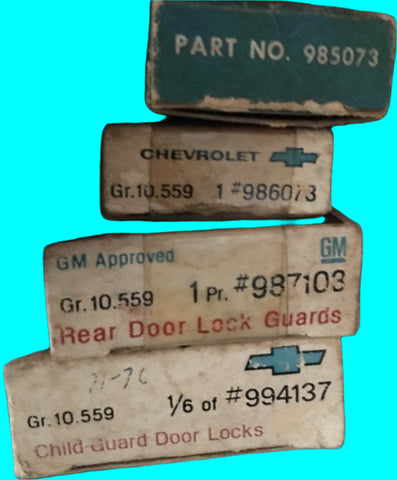 PART NO. 985073
CHEVROLET
Gr.10.559 1 #986073
GM Approved GM
Gr.10.559 1 Pr. #987103
Rear Door Lock Guards
71-76
Gr.10.559 1/6 of #994137
Child Guard Door Locks